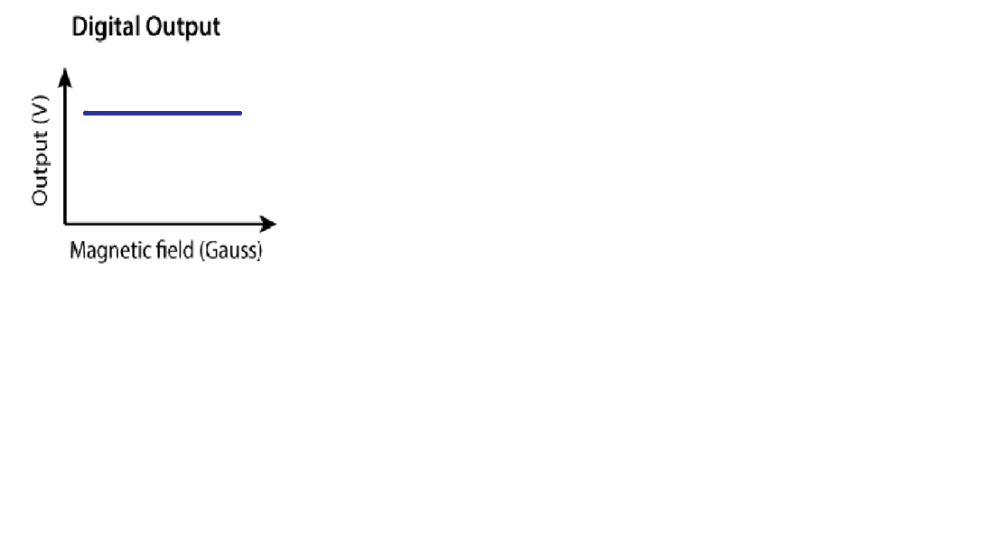 Digital Output
Output (V)
Magnetic field (Gauss)